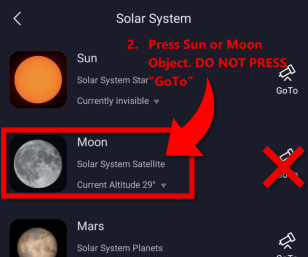 Solar System
2. Press Sun or Moon
Object. DO NOT PRESS
“GoTo”
Sun
Solar System Star
Currently invisible
GoTo
Moon
Solar System Satellite
Current Altitude 29°
GoTo
Mars
Solar System Planets